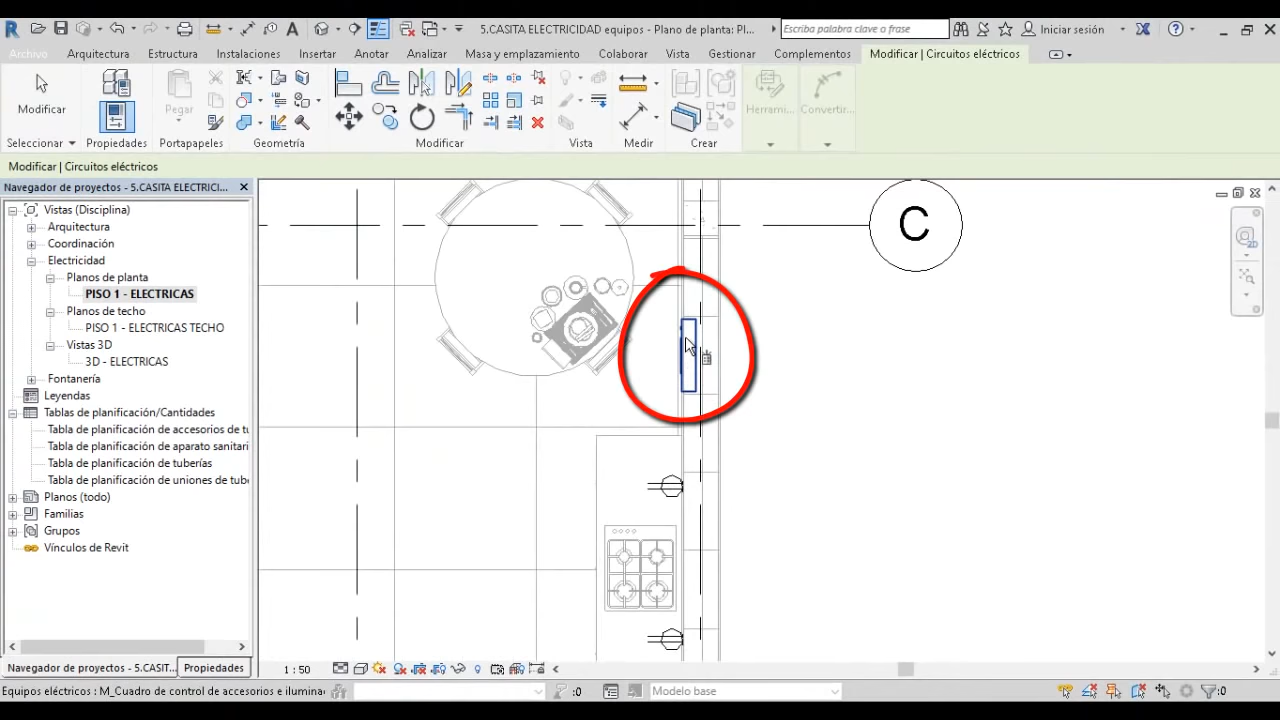 5.CASITA ELECTRICIDAD equipos - Plano de planta: Pl...
Escriba palabra clave o frase
Iniciar sesión
Archivo Arquitectura Estructura Instalaciones Insertar Anotar Analizar Masa y emplazamiento Colaborar Vista Gestionar Complementos Modificar | Circuitos eléctricos
Modificar Pegar Herrami... Convertir...
Propiedades
Seleccionar Portapapeles Geometría Modificar Vista Medir Crear
Modificar | Circuitos eléctricos
Navegador de proyectos - 5.CASITA ELECTRICI...
Vistas (Disciplina)
Arquitectura
Coordinación
Electricidad
Planos de planta
PISO 1 - ELECTRICAS
Planos de techo
PISO 1 - ELECTRICAS TECHO
Vistas 3D
3D - ELECTRICAS
Fontanería
Leyendas
Tablas de planificación/Cantidades
Tabla de planificación de accesorios de tu
Tabla de planificación de aparato sanitari
Tabla de planificación de tuberías
Tabla de planificación de uniones de tube
Planos (todo)
Familias
Grupos
Vínculos de Revit
C
2D
Navegador de proyectos - 5.CASIT... Propiedades
1 : 50
Equipos eléctricos : M_Cuadro de control de accesorios e iluminac
:0
Modelo base
:0